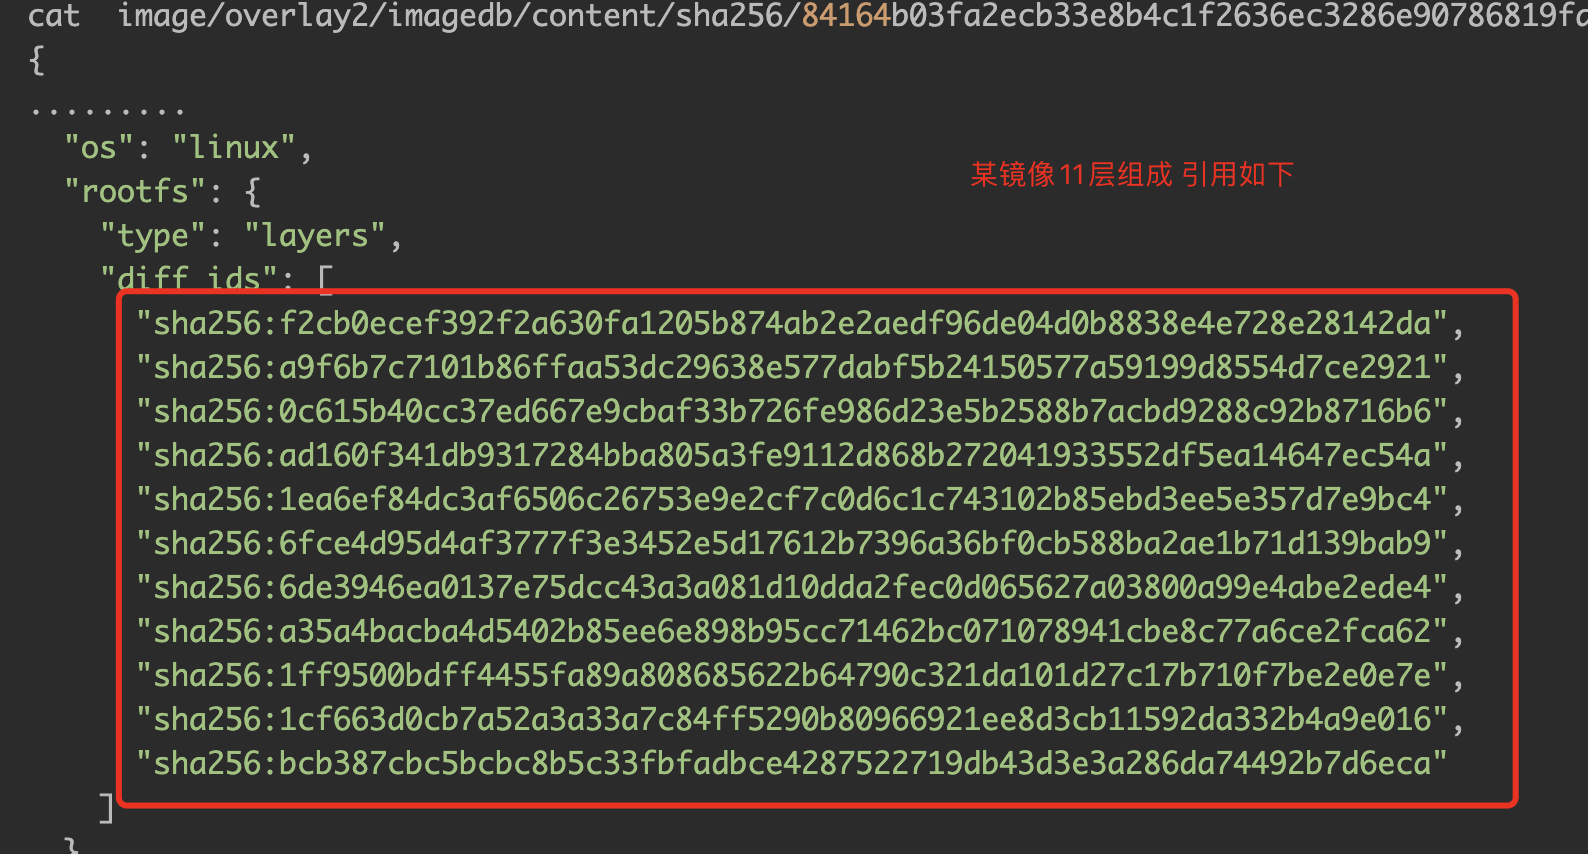 cat  image/overlay2/imagedb/content/sha256/84164b03fa2ecb33e8b4c1f2636ec3286e90786819fa
{
.........
"os": "linux",
某镜像11层组成 引用如下
"rootfs": {
"type": "layers",
"diff_ids": [
"sha256:f2cb0ecef392f2a630fa1205b874ab2e2aedf96de04d0b8838e4e728e28142da",
"sha256:a9f6b7c7101b86ffaa53dc29638e577dabf5b24150577a59199d8554d7ce2921",
"sha256:0c615b40cc37ed667e9cbaf33b726fe986d23e5b2588b7acbd9288c92b8716b6",
"sha256:ad160f341db9317284bba805a3fe9112d868b272041933552df5ea14647ec54a",
"sha256:1ea6ef84dc3af6506c26753e9e2cf7c0d6c1c743102b85ebd3ee5e357d7e9bc4",
"sha256:6fce4d95d4af3777f3e3452e5d17612b7396a36bf0cb588ba2ae1b71d139bab9",
"sha256:6de3946ea0137e75dcc43a3a081d10dda2fec0d065627a03800a99e4abe2ede4",
"sha256:a35a4bacba4d5402b85ee6e898b95cc71462bc071078941cbe8c77a6ce2fca62",
"sha256:1ff9500bdff4455fa89a808685622b64790c321da101d27c17b710f7be2e0e7e",
"sha256:1cf663d0cb7a52a3a33a7c84ff5290b80966921ee8d3cb11592da332b4a9e016",
"sha256:bcb387cbc5bcbc8b5c33fbfadbce4287522719db43d3e3a286da74492b7d6eca"
]
}